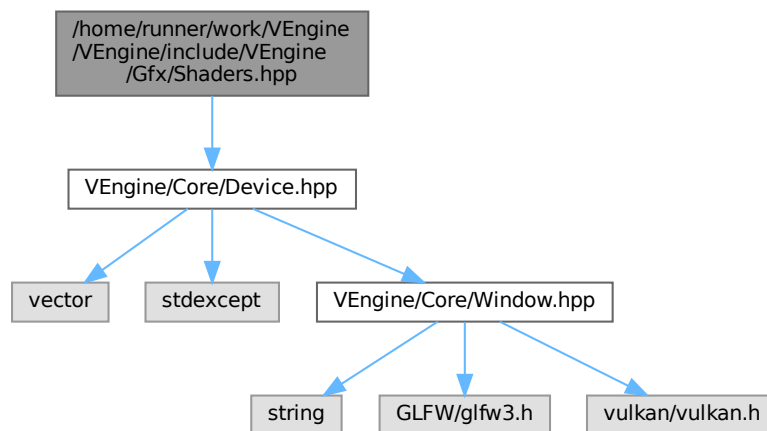 /home/runner/work/VEngine
/VEngine/include/VEngine
/Gfx/Shaders.hpp
VEngine/Core/Device.hpp
vector
stdexcept
VEngine/Core/Window.hpp
string
GLFW/glfw3.h
vulkan/vulkan.h